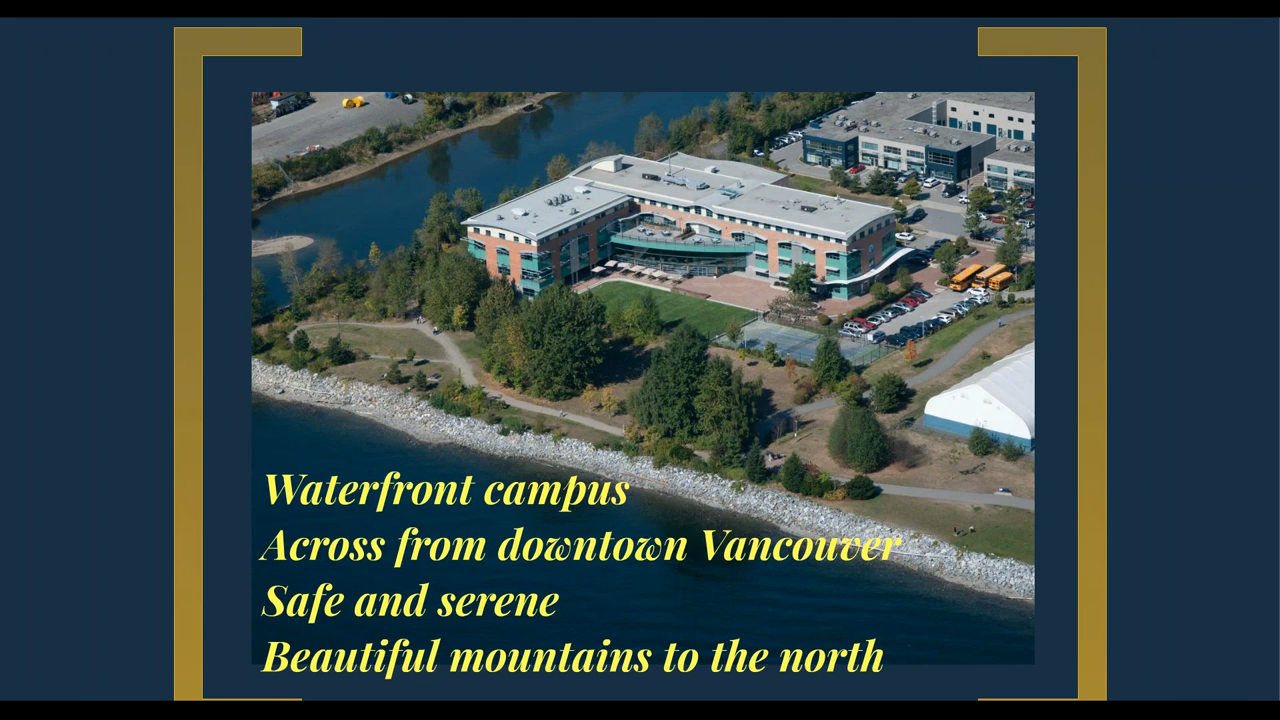 Waterfront campus
Across from downtown Vancouver
Safe and serene
Beautiful mountains to the north